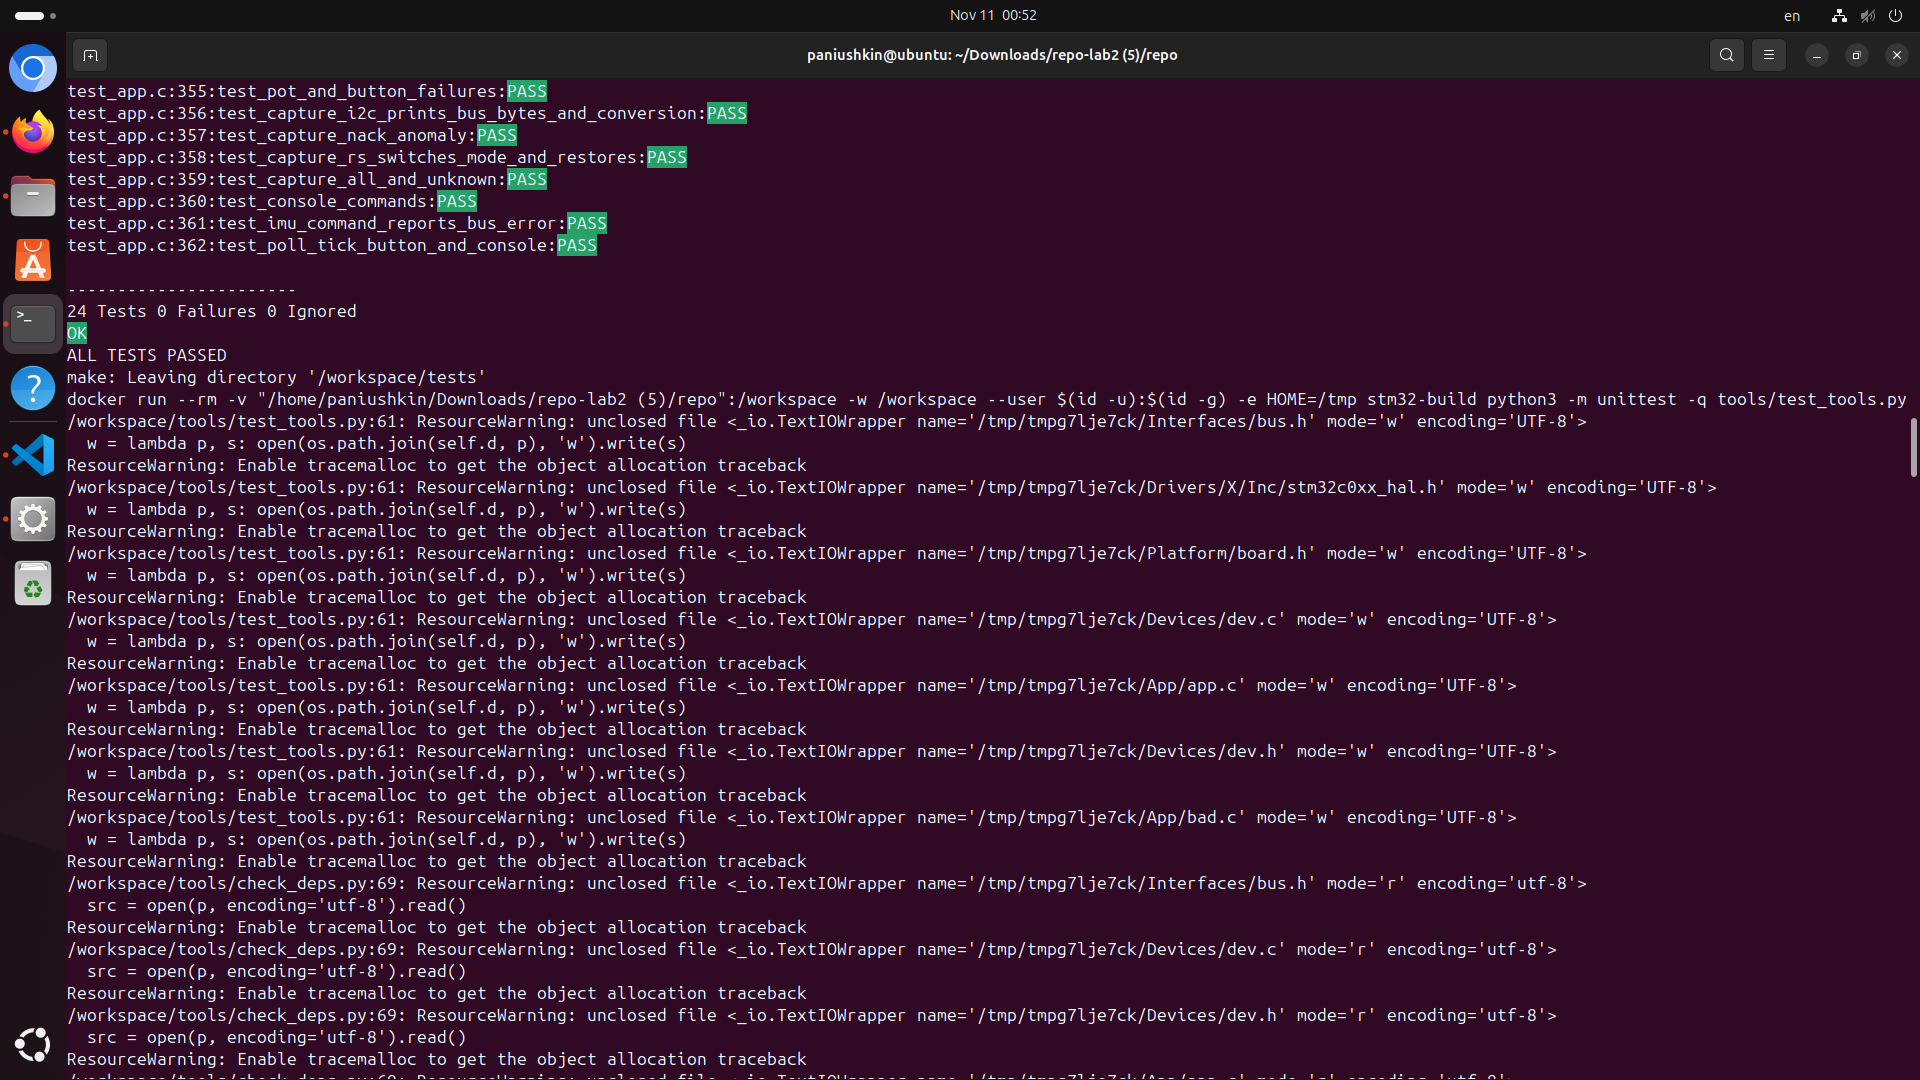 Nov 11 00:52
en
paniushkin@ubuntu: ~/Downloads/repo-lab2 (5)/repo
test_app.c:355:test_pot_and_button_failures:PASS
test_app.c:356:test_capture_i2c_prints_bus_bytes_and_conversion:PASS
test_app.c:357:test_capture_nack_anomaly:PASS
test_app.c:358:test_capture_rs_switches_mode_and_restores:PASS
test_app.c:359:test_capture_all_and_unknown:PASS
test_app.c:360:test_console_commands:PASS
test_app.c:361:test_imu_command_reports_bus_error:PASS
test_app.c:362:test_poll_tick_button_and_console:PASS
-----------------------
24 Tests 0 Failures 0 Ignored
OK
ALL TESTS PASSED
make: Leaving directory '/workspace/tests'
docker run --rm -v "/home/paniushkin/Downloads/repo-lab2 (5)/repo":/workspace -w /workspace --user $(id -u):$(id -g) -e HOME=/tmp stm32-build python3 -m unittest -q tools/test_tools.py
/workspace/tools/test_tools.py:61: ResourceWarning: unclosed file <_io.TextIOWrapper name='/tmp/tmpg7lje7ck/Interfaces/bus.h' mode='w' encoding='UTF-8'>
  w = lambda p, s: open(os.path.join(self.d, p), 'w').write(s)
ResourceWarning: Enable tracemalloc to get the object allocation traceback
/workspace/tools/test_tools.py:61: ResourceWarning: unclosed file <_io.TextIOWrapper name='/tmp/tmpg7lje7ck/Drivers/X/Inc/stm32c0xx_hal.h' mode='w' encoding='UTF-8'>
  w = lambda p, s: open(os.path.join(self.d, p), 'w').write(s)
ResourceWarning: Enable tracemalloc to get the object allocation traceback
/workspace/tools/test_tools.py:61: ResourceWarning: unclosed file <_io.TextIOWrapper name='/tmp/tmpg7lje7ck/Platform/board.h' mode='w' encoding='UTF-8'>
  w = lambda p, s: open(os.path.join(self.d, p), 'w').write(s)
ResourceWarning: Enable tracemalloc to get the object allocation traceback
/workspace/tools/test_tools.py:61: ResourceWarning: unclosed file <_io.TextIOWrapper name='/tmp/tmpg7lje7ck/Devices/dev.c' mode='w' encoding='UTF-8'>
  w = lambda p, s: open(os.path.join(self.d, p), 'w').write(s)
ResourceWarning: Enable tracemalloc to get the object allocation traceback
/workspace/tools/test_tools.py:61: ResourceWarning: unclosed file <_io.TextIOWrapper name='/tmp/tmpg7lje7ck/App/app.c' mode='w' encoding='UTF-8'>
  w = lambda p, s: open(os.path.join(self.d, p), 'w').write(s)
ResourceWarning: Enable tracemalloc to get the object allocation traceback
/workspace/tools/test_tools.py:61: ResourceWarning: unclosed file <_io.TextIOWrapper name='/tmp/tmpg7lje7ck/Devices/dev.h' mode='w' encoding='UTF-8'>
  w = lambda p, s: open(os.path.join(self.d, p), 'w').write(s)
ResourceWarning: Enable tracemalloc to get the object allocation traceback
/workspace/tools/test_tools.py:61: ResourceWarning: unclosed file <_io.TextIOWrapper name='/tmp/tmpg7lje7ck/App/bad.c' mode='w' encoding='UTF-8'>
  w = lambda p, s: open(os.path.join(self.d, p), 'w').write(s)
ResourceWarning: Enable tracemalloc to get the object allocation traceback
/workspace/tools/check_deps.py:69: ResourceWarning: unclosed file <_io.TextIOWrapper name='/tmp/tmpg7lje7ck/Interfaces/bus.h' mode='r' encoding='utf-8'>
  src = open(p, encoding='utf-8').read()
ResourceWarning: Enable tracemalloc to get the object allocation traceback
/workspace/tools/check_deps.py:69: ResourceWarning: unclosed file <_io.TextIOWrapper name='/tmp/tmpg7lje7ck/Devices/dev.c' mode='r' encoding='utf-8'>
  src = open(p, encoding='utf-8').read()
ResourceWarning: Enable tracemalloc to get the object allocation traceback
/workspace/tools/check_deps.py:69: ResourceWarning: unclosed file <_io.TextIOWrapper name='/tmp/tmpg7lje7ck/Devices/dev.h' mode='r' encoding='utf-8'>
  src = open(p, encoding='utf-8').read()
ResourceWarning: Enable tracemalloc to get the object allocation traceback